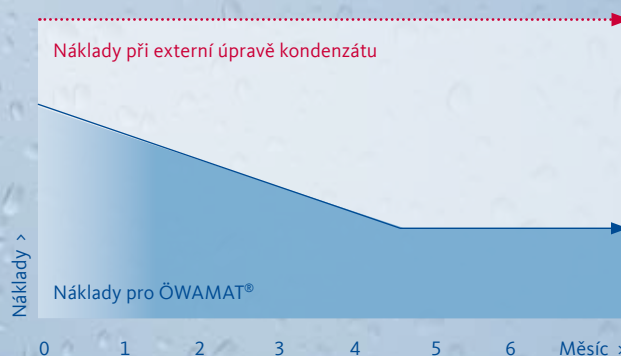 Náklady při externí úpravě kondenzátu
Náklady >
Náklady pro ÖWAMAT®
0 1 2 3 4 5 6 Měsíc >